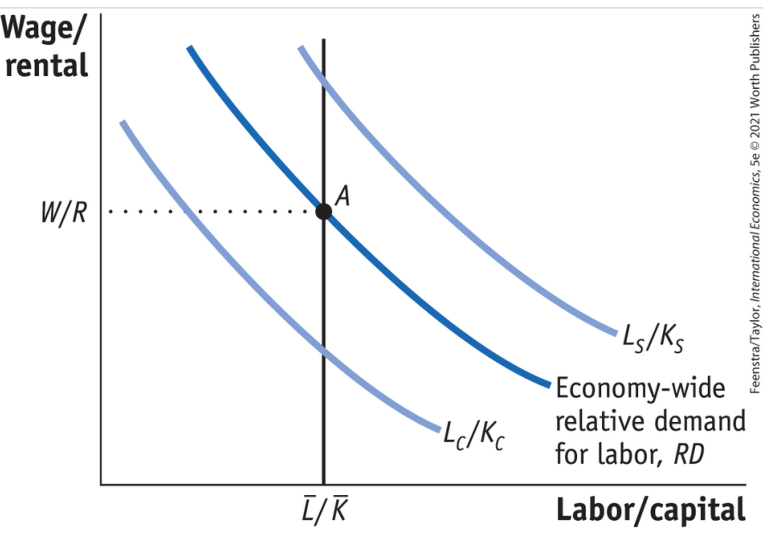 Wage/
rental
A
W/R
L_S/K_S
Economy-wide
relative demand
for labor, RD
L_C/K_C
L̅/K̅
Labor/capital
Feenstra/Taylor, International Economics, 5e © 2021 Worth Publishers